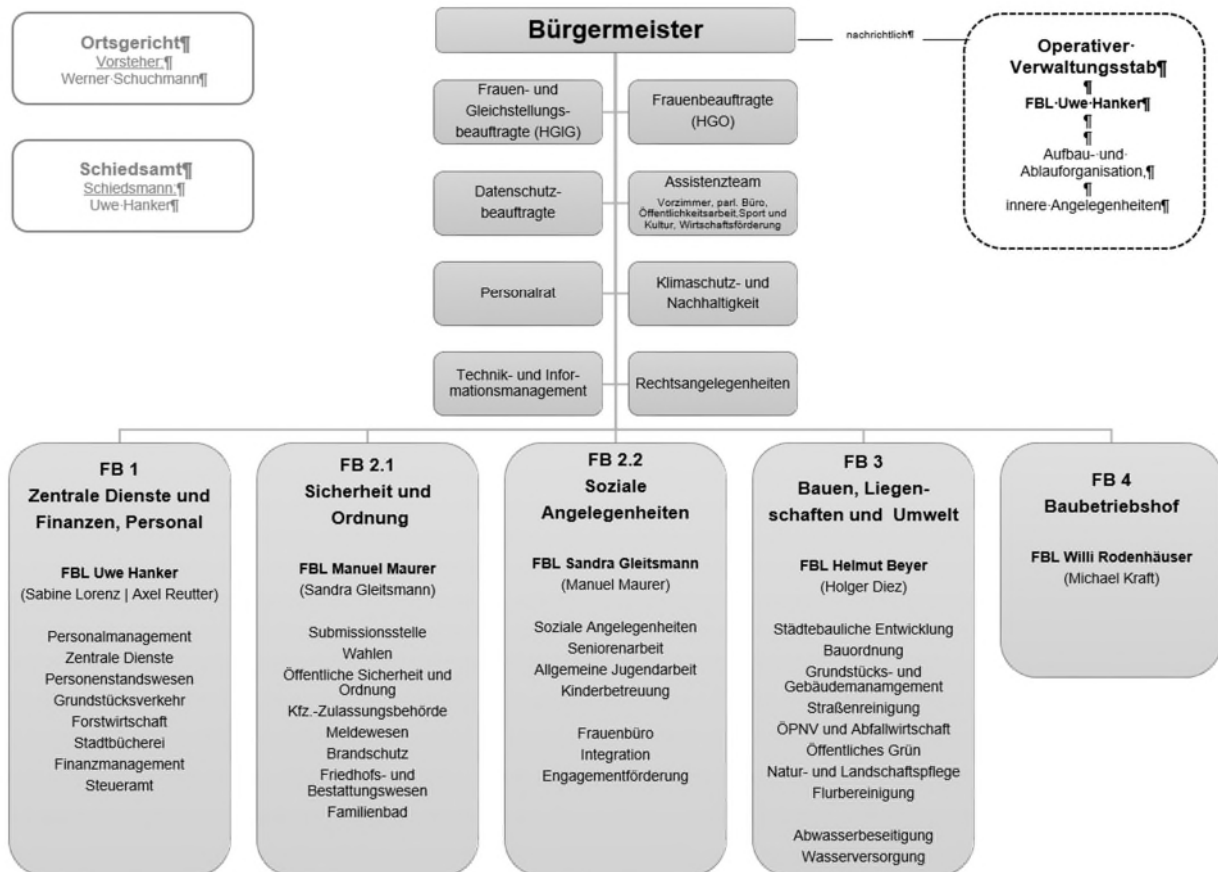 Ortsgericht¶
Vorsteher:¶
Werner·Schuchmann¶
Schiedsamt¶
Schiedsmann:¶
Uwe·Hanker¶
Bürgermeister
nachrichtlich¶
Operativer·
Verwaltungsstab¶
¶
FBL·Uwe·Hanker¶
¶
¶
Aufbau-·und·
Ablauforganisation,¶
¶
innere·Angelegenheiten¶
Frauen- und
Gleichstellungs-
beauftragte (HGIG)
Frauenbeauftragte
(HGO)
Datenschutz-
beauftragte
Assistenzteam
Vorzimmer, parl. Büro,
Öffentlichkeitsarbeit,Sport und
Kultur, Wirtschaftsförderung
Personalrat
Klimaschutz- und
Nachhaltigkeit
Technik- und Infor-
mationsmanagement
Rechtsangelegenheiten
FB 1
Zentrale Dienste und
Finanzen, Personal
FBL Uwe Hanker
(Sabine Lorenz | Axel Reutter)
Personalmanagement
Zentrale Dienste
Personenstandswesen
Grundstücksverkehr
Forstwirtschaft
Stadtbücherei
Finanzmanagement
Steueramt
FB 2.1
Sicherheit und
Ordnung
FBL Manuel Maurer
(Sandra Gleitsmann)
Submissionsstelle
Wahlen
Öffentliche Sicherheit und
Ordnung
Kfz.-Zulassungsbehörde
Meldewesen
Brandschutz
Friedhofs- und
Bestattungswesen
Familienbad
FB 2.2
Soziale
Angelegenheiten
FBL Sandra Gleitsmann
(Manuel Maurer)
Soziale Angelegenheiten
Seniorenarbeit
Allgemeine Jugendarbeit
Kinderbetreuung
Frauenbüro
Integration
Engagementförderung
FB 3
Bauen, Liegen-
schaften und Umwelt
FBL Helmut Beyer
(Holger Diez)
Städtebauliche Entwicklung
Bauordnung
Grundstücks- und
Gebäudemanamgement
Straßenreinigung
ÖPNV und Abfallwirtschaft
Öffentliches Grün
Natur- und Landschaftspflege
Flurbereinigung
Abwasserbeseitigung
Wasserversorgung
FB 4
Baubetriebshof
FBL Willi Rodenhäuser
(Michael Kraft)